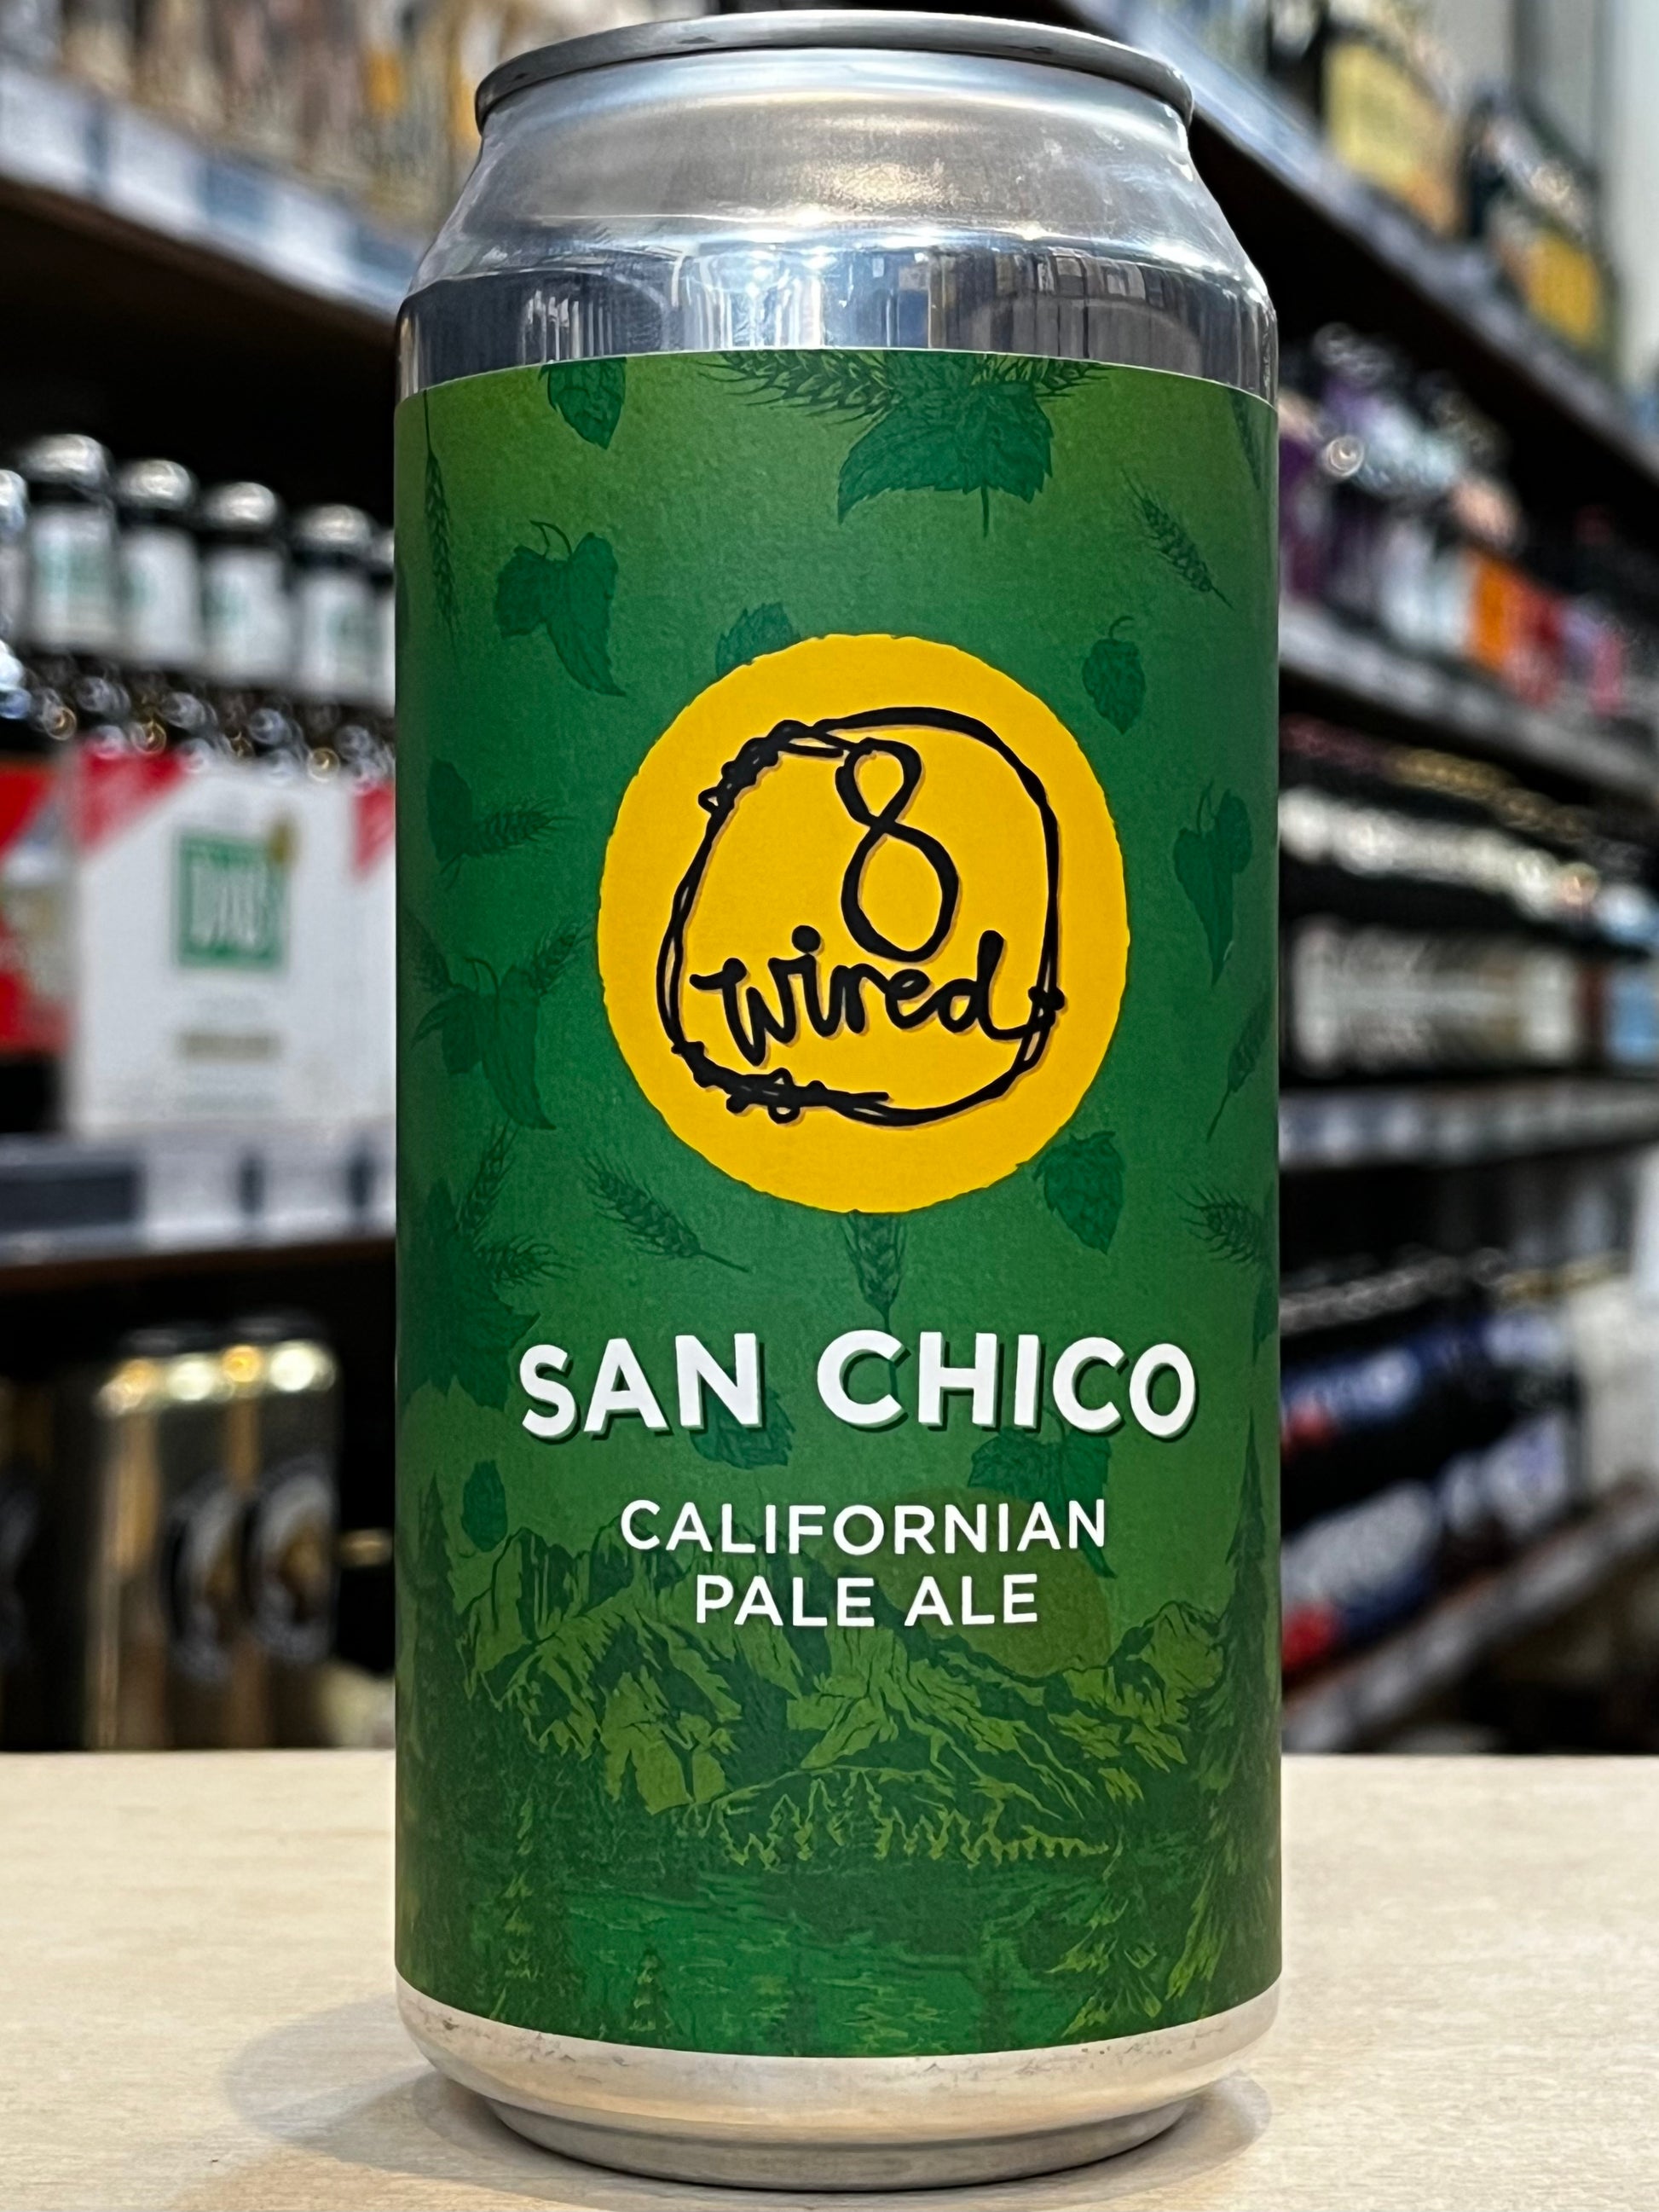 8
wired
SAN CHICO
CALIFORNIAN
PALE ALE